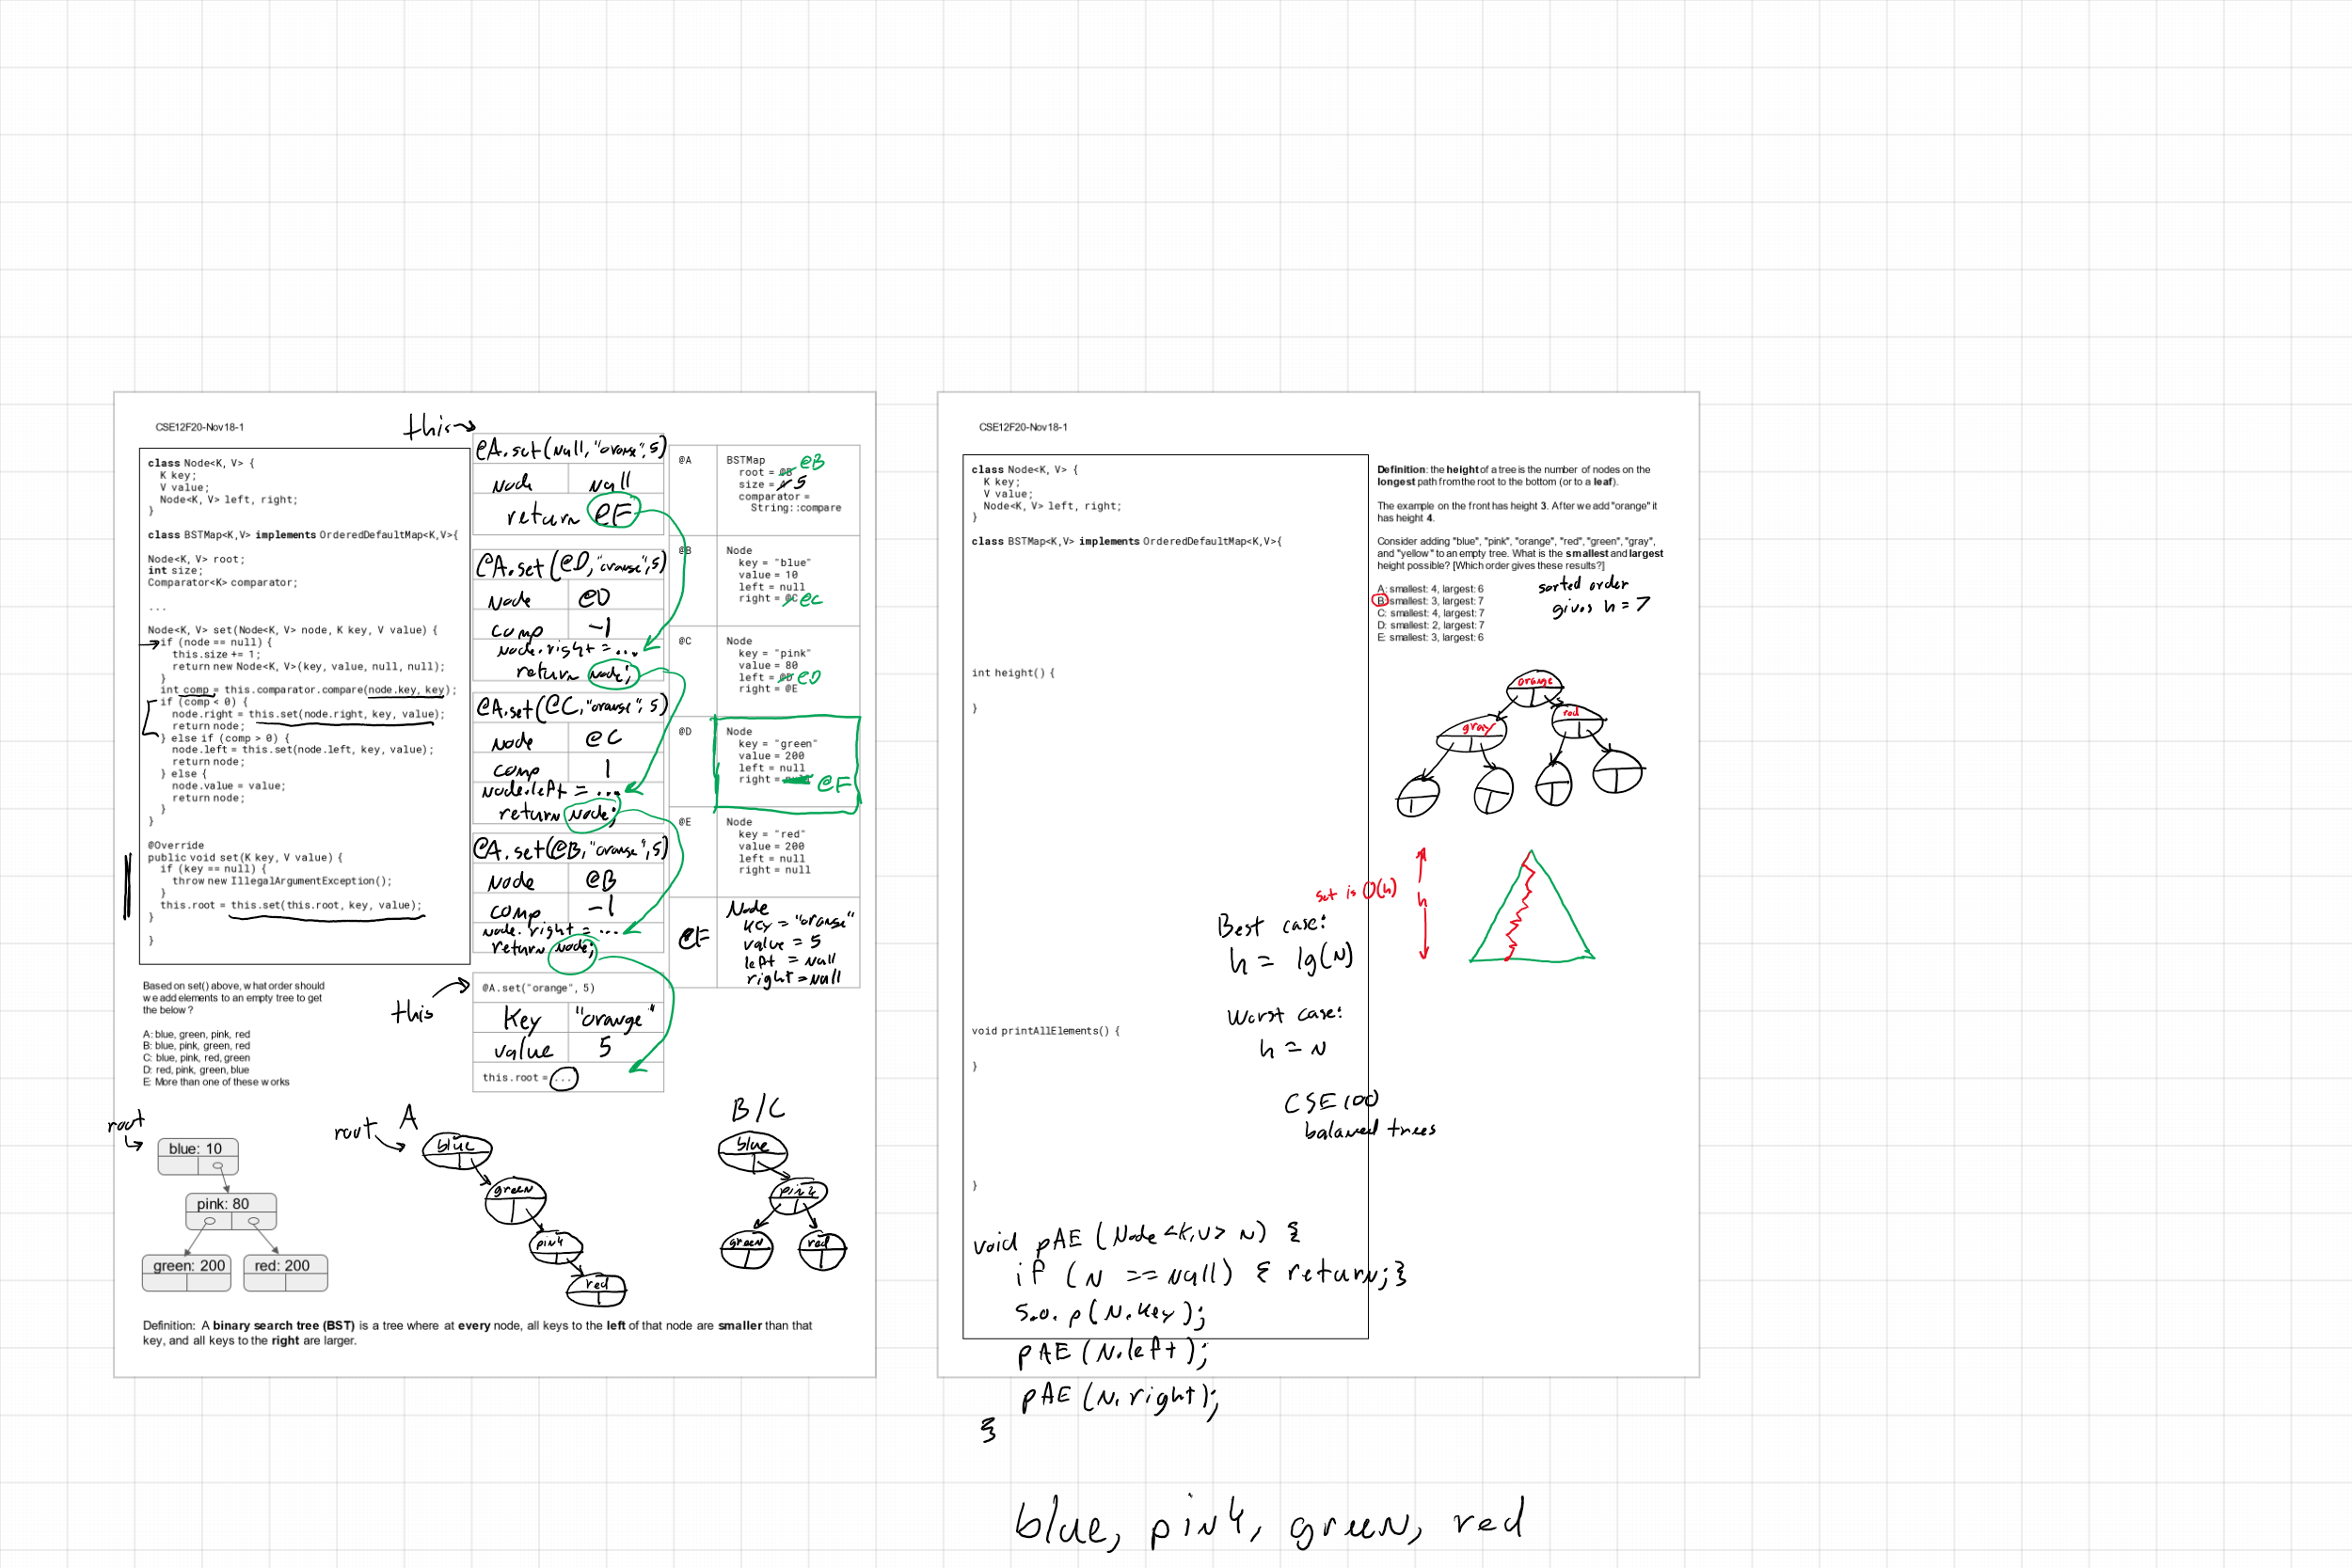 CSE12F20-Nov18-1
class Node<K, V> {
K key;
V value;
Node<K, V> left, right;
}
class BSTMap<K,V> implements OrderedDefaultMap<K,V>{
Node<K, V> root;
int size;
Comparator<K> comparator;
...
Node<K, V> set(Node<K, V> node, K key, V value) {
if (node == null) {
this.size += 1;
return new Node<K, V>(key, value, null, null);
}
int comp = this.comparator.compare(node.key, key);
if (comp < 0) {
node.right = this.set(node.right, key, value);
return node;
} else if (comp > 0) {
node.left = this.set(node.left, key, value);
return node;
} else {
node.value = value;
return node;
}
}
@Override
public void set(K key, V value) {
if (key == null) {
throw new IllegalArgumentException();
}
this.root = this.set(this.root, key, value);
}
}
this
@A.set(null, "orange", 5)
node null
return @F
@A.set(@D, "orange", 5)
node @D
comp -1
node.right = ...
return node;
@A.set(@C, "orange", 5)
node @C
comp 1
node.left = ...
return node;
@A.set(@B, "orange", 5)
node @B
comp -1
node.right = ...
return node;
this
@A.set("orange", 5)
key "orange"
value 5
this.root = ...
@A
BSTMap
root = @B @B
size = 5
comparator =
String::compare
@B
Node
key = "blue"
value = 10
left = null
right = @C @C
@C
Node
key = "pink"
value = 80
left = @D @D
right = @E
@D
Node
key = "green"
value = 200
left = null
right = @F
@E
Node
key = "red"
value = 200
left = null
right = null
@F
Node
key = "orange"
value = 5
left = null
right = null
Based on set() above, what order should
we add elements to an empty tree to get
the below?
A: blue, green, pink, red
B: blue, pink, green, red
C: blue, pink, red, green
D: red, pink, green, blue
E: More than one of these works
root
blue: 10
pink: 80
green: 200 red: 200
root A
blue
green
pink
red
B/C
blue
pink
green red
Definition: A binary search tree (BST) is a tree where at every node, all keys to the left of that node are smaller than that
key, and all keys to the right are larger.
CSE12F20-Nov18-1
class Node<K, V> {
K key;
V value;
Node<K, V> left, right;
}
class BSTMap<K,V> implements OrderedDefaultMap<K,V>{
int height() {
}
void printAllElements() {
}
}
Definition: the height of a tree is the number of nodes on the
longest path from the root to the bottom (or to a leaf).
The example on the front has height 3. After we add "orange" it
has height 4.
Consider adding "blue", "pink", "orange", "red", "green", "gray",
and "yellow" to an empty tree. What is the smallest and largest
height possible? [Which order gives these results?]
A: smallest: 4, largest: 6
B: smallest: 3, largest: 7
C: smallest: 4, largest: 7
D: smallest: 2, largest: 7
E: smallest: 3, largest: 6
sorted order
gives h = 7
orange
gray red
set is O(h)
h
Best case:
h = lg(N)
Worst case:
h = N
CSE 100
balanced trees
void pAE (Node<K,V> N) {
if (N == null) { return; }
S.o.p(N.key);
pAE (N.left);
pAE (N.right);
}
blue, pink, green, red